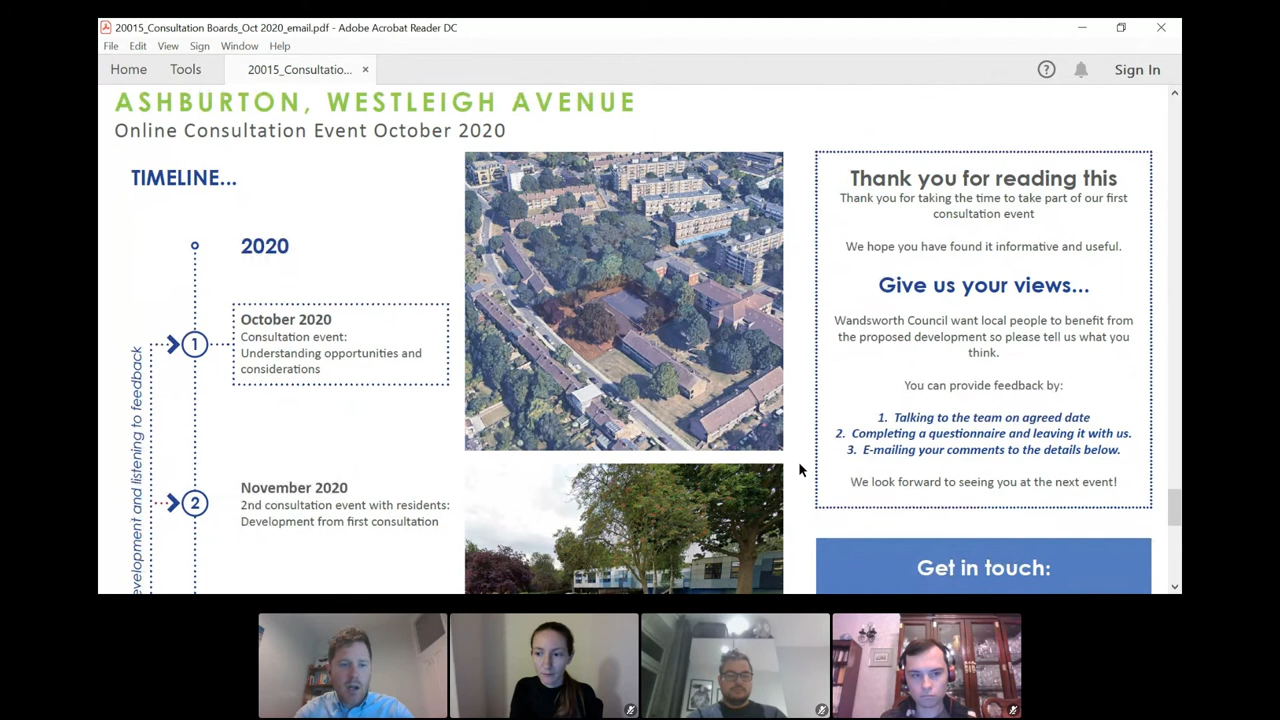 20015_Consultation Boards_Oct 2020_email.pdf - Adobe Acrobat Reader DC
File Edit View Sign Window Help
Home Tools 20015_Consultatio... × ? Sign In
ASHBURTON, WESTLEIGH AVENUE
Online Consultation Event October 2020
TIMELINE...
2020
1
October 2020
Consultation event:
Understanding opportunities and
considerations
2
November 2020
2nd consultation event with residents:
Development from first consultation
evelopment and listening to feedback
Thank you for reading this
Thank you for taking the time to take part of our first
consultation event
We hope you have found it informative and useful.
Give us your views...
Wandsworth Council want local people to benefit from
the proposed development so please tell us what you
think.
You can provide feedback by:
1. Talking to the team on agreed date
2. Completing a questionnaire and leaving it with us.
3. E-mailing your comments to the details below.
We look forward to seeing you at the next event!
Get in touch: